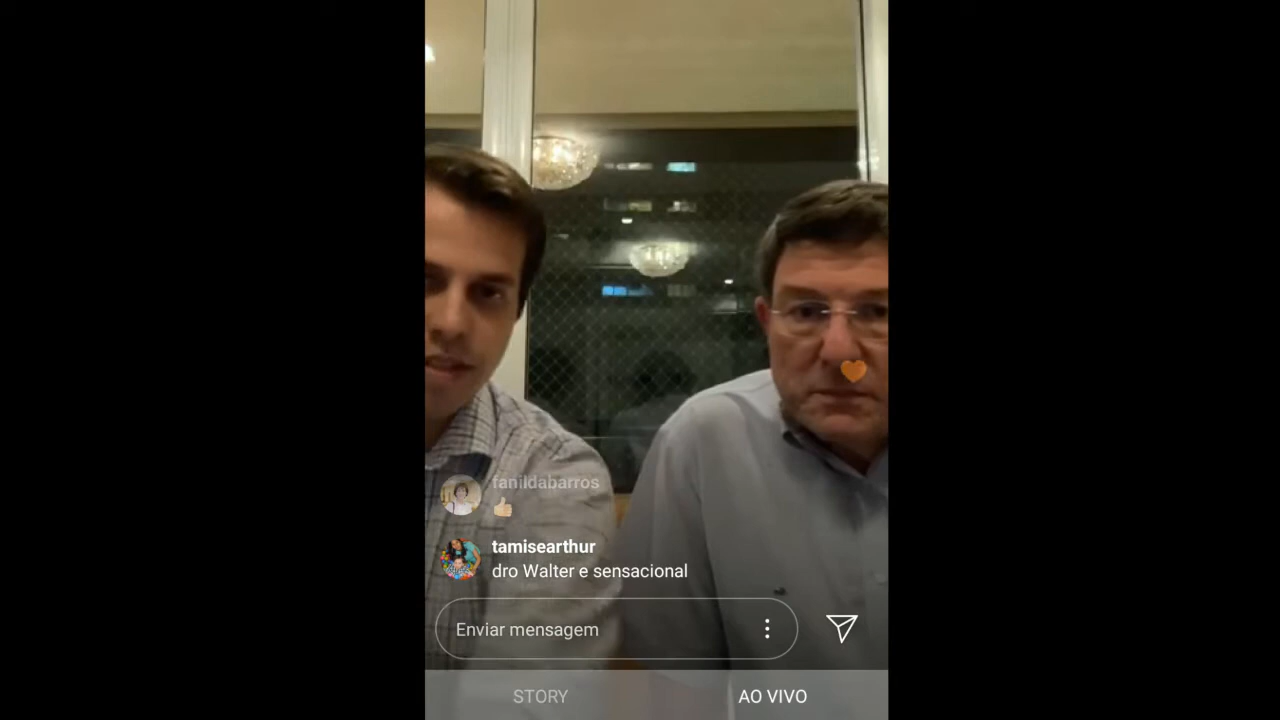 fanildabarros
👍🏼
tamisearthur
dro Walter e sensacional
Enviar mensagem
STORY
AO VIVO